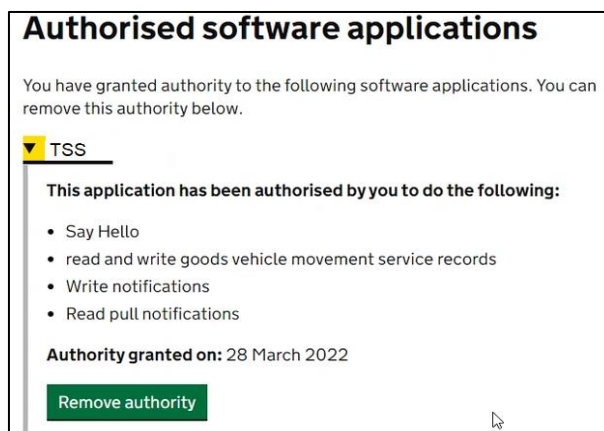 Authorised software applications
You have granted authority to the following software applications. You can
remove this authority below.
TSS
This application has been authorised by you to do the following:
• Say Hello
• read and write goods vehicle movement service records
• Write notifications
• Read pull notifications
Authority granted on: 28 March 2022
Remove authority